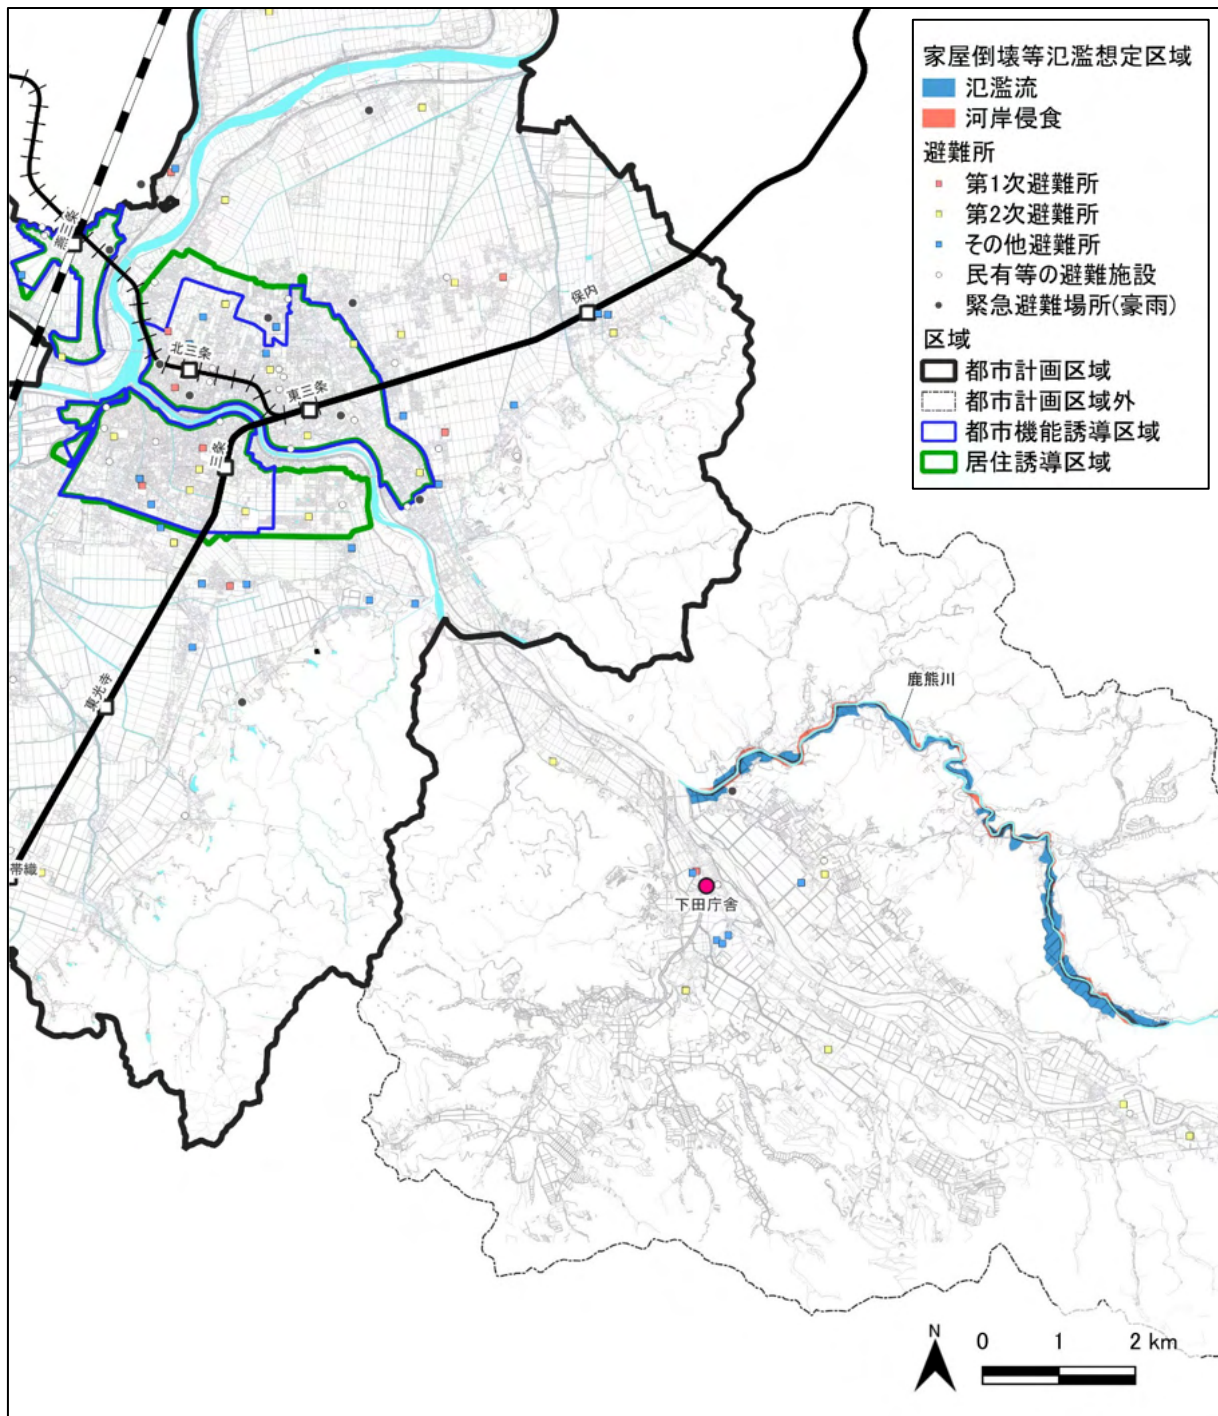 家屋倒壊等氾濫想定区域
氾濫流
河岸侵食
避難所
第1次避難所
第2次避難所
その他避難所
民有等の避難施設
緊急避難場所(豪雨)
区域
都市計画区域
都市計画区域外
都市機能誘導区域
居住誘導区域
燕三条
北三条
東三条
保内
三条
東光寺
帯織
鹿熊川
下田庁舎
N
0 1 2 km